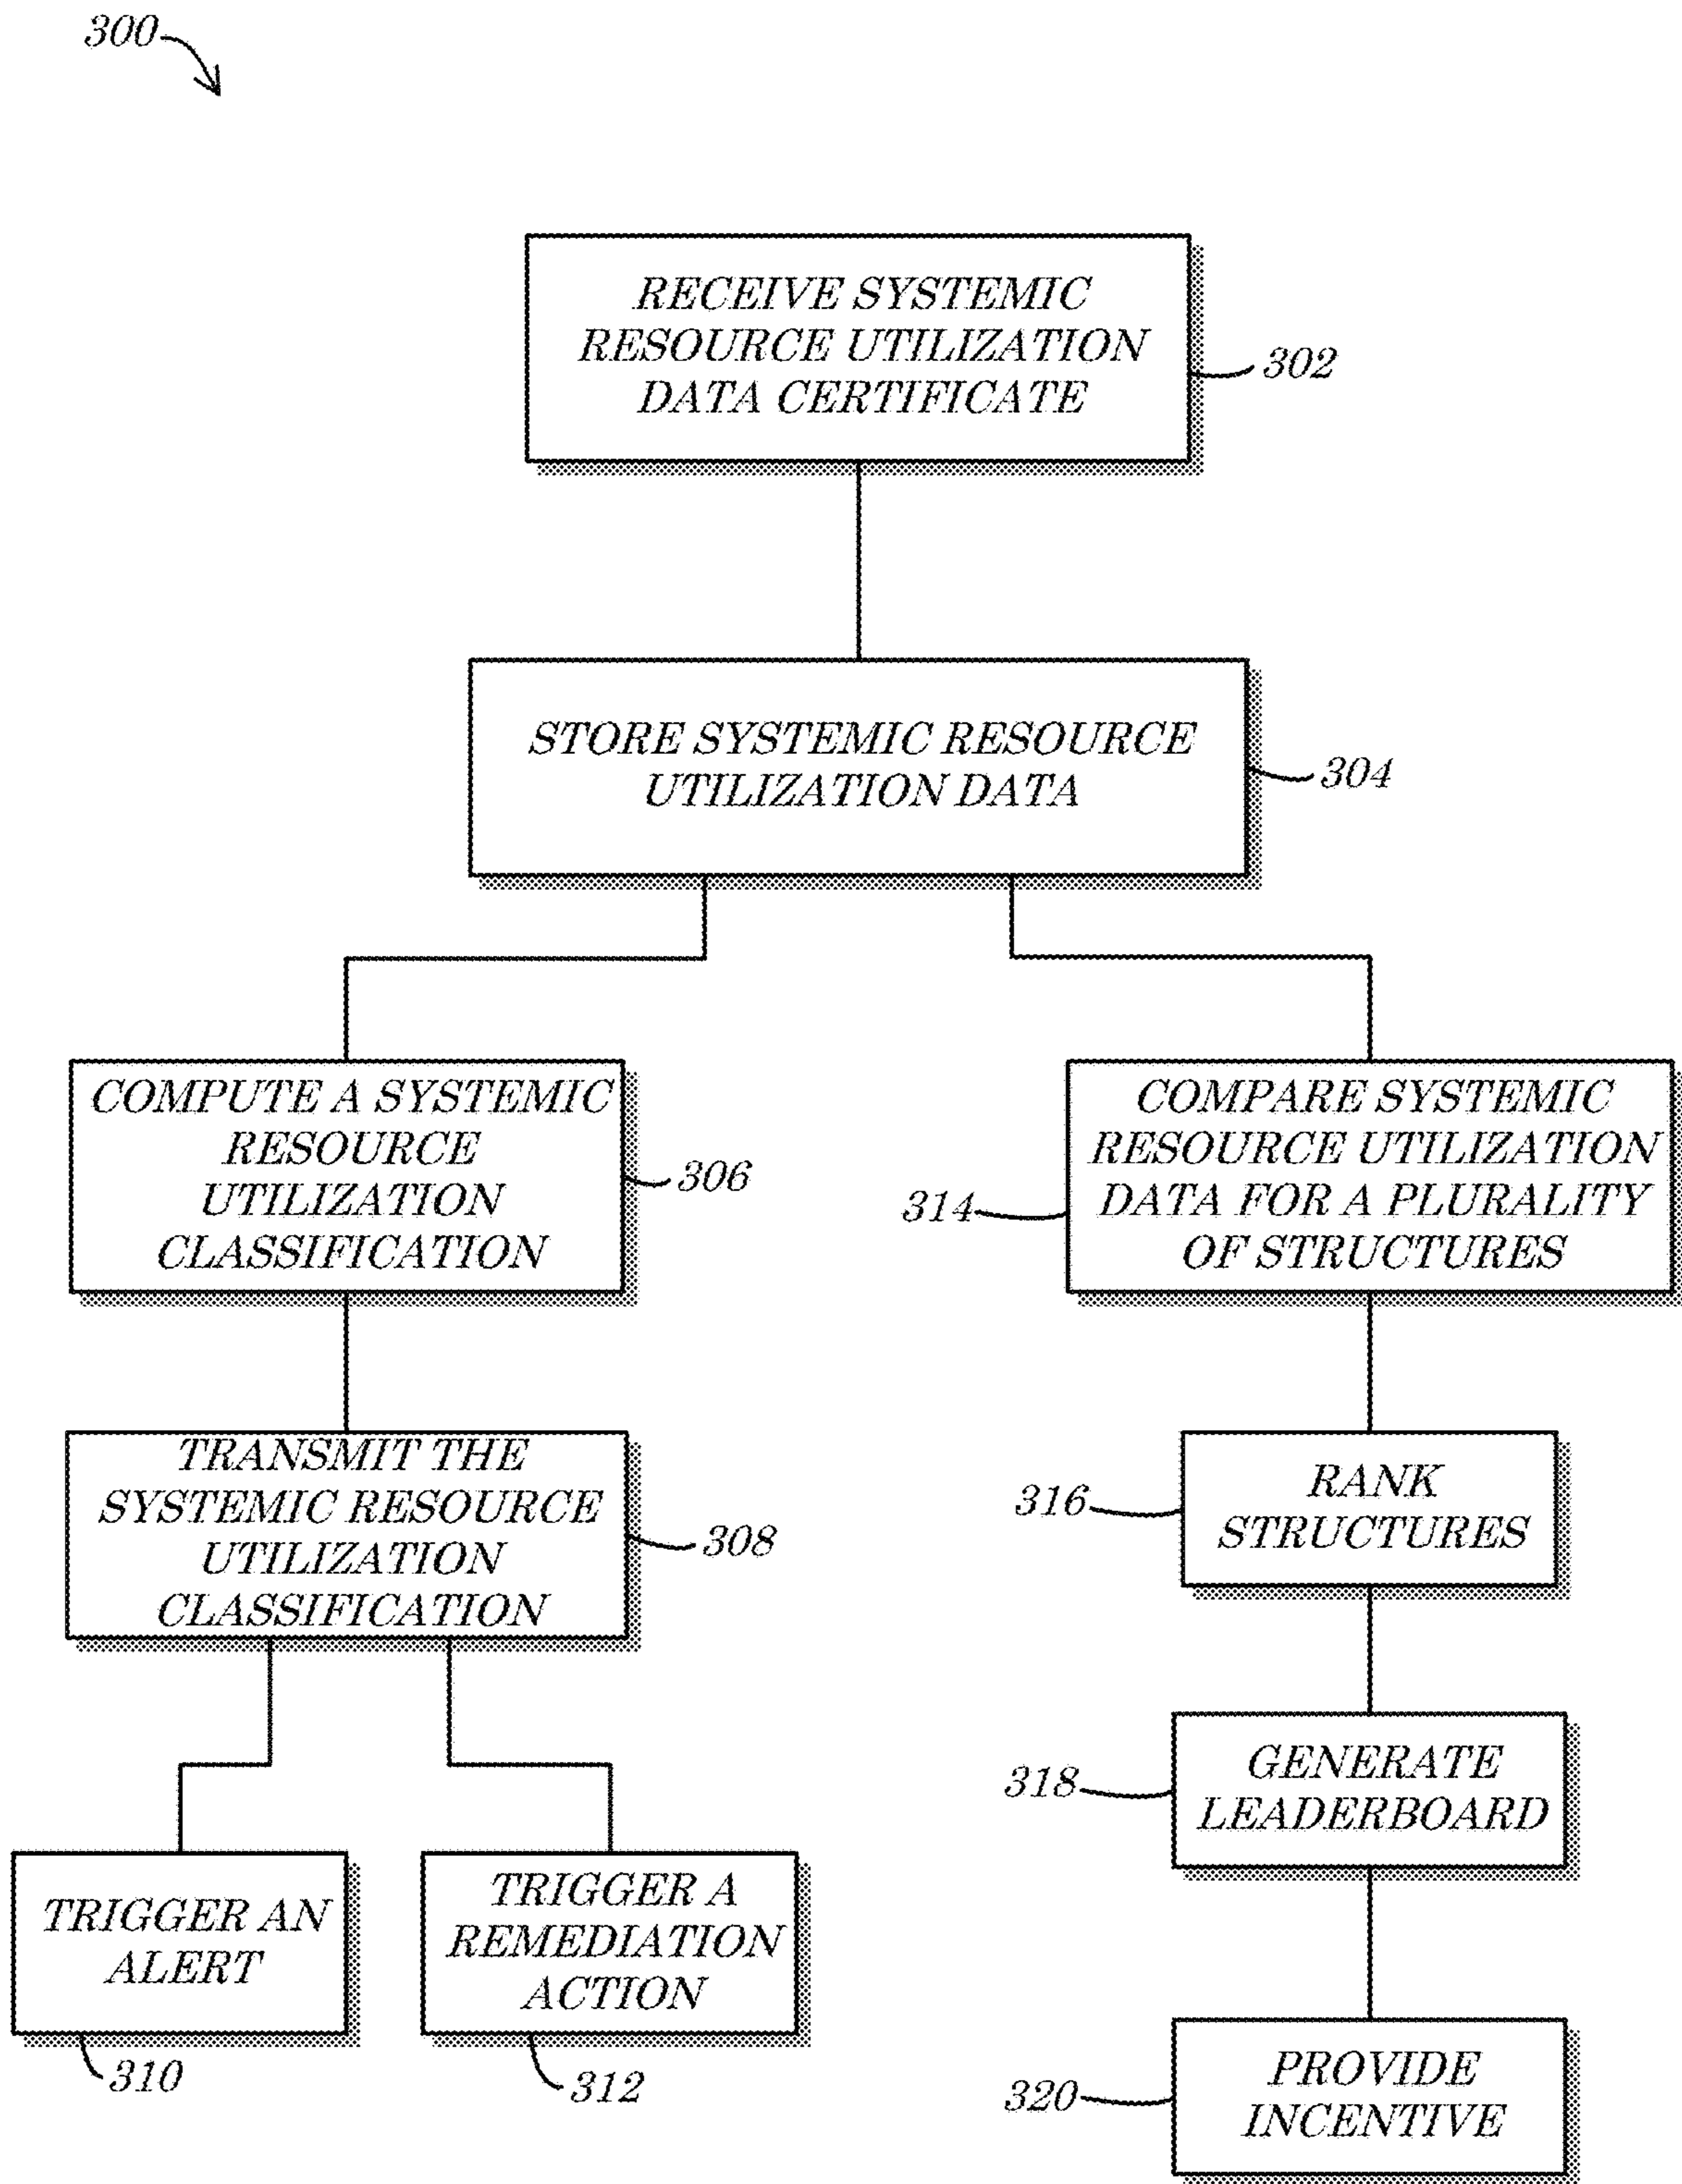 300
RECEIVE SYSTEMIC
RESOURCE UTILIZATION
DATA CERTIFICATE
302
STORE SYSTEMIC RESOURCE
UTILIZATION DATA
304
COMPUTE A SYSTEMIC
RESOURCE
UTILIZATION
CLASSIFICATION
306
TRANSMIT THE
SYSTEMIC RESOURCE
UTILIZATION
CLASSIFICATION
308
TRIGGER AN
ALERT
310
TRIGGER A
REMEDIATION
ACTION
312
COMPARE SYSTEMIC
RESOURCE UTILIZATION
DATA FOR A PLURALITY
OF STRUCTURES
314
RANK
STRUCTURES
316
GENERATE
LEADERBOARD
318
PROVIDE
INCENTIVE
320